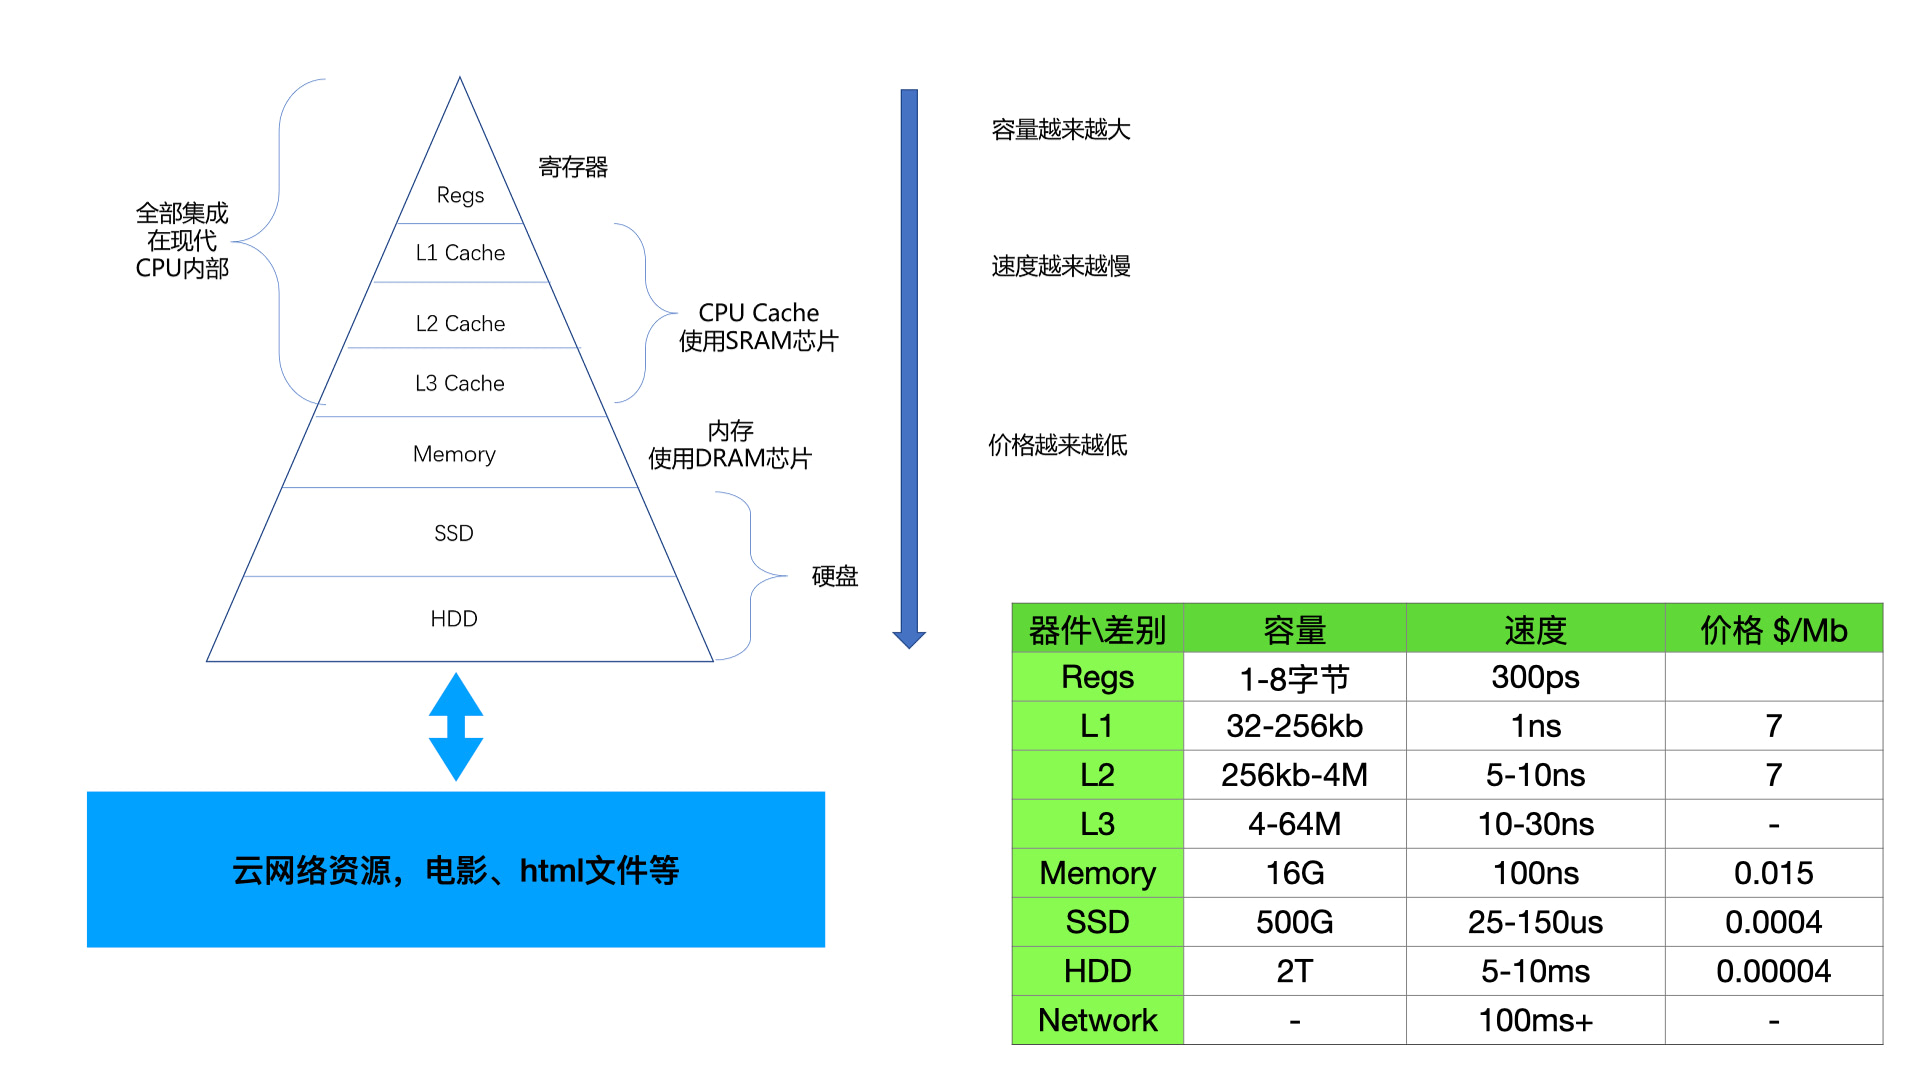 寄存器
Regs
全部集成
在现代
CPU内部
L1 Cache
L2 Cache
L3 Cache
CPU Cache
使用SRAM芯片
Memory
内存
使用DRAM芯片
SSD
HDD
硬盘
云网络资源，电影、html文件等
容量越来越大
速度越来越慢
价格越来越低
器件\差别 容量 速度 价格 $/Mb
Regs 1-8字节 300ps
L1 32-256kb 1ns 7
L2 256kb-4M 5-10ns 7
L3 4-64M 10-30ns -
Memory 16G 100ns 0.015
SSD 500G 25-150us 0.0004
HDD 2T 5-10ms 0.00004
Network - 100ms+ -